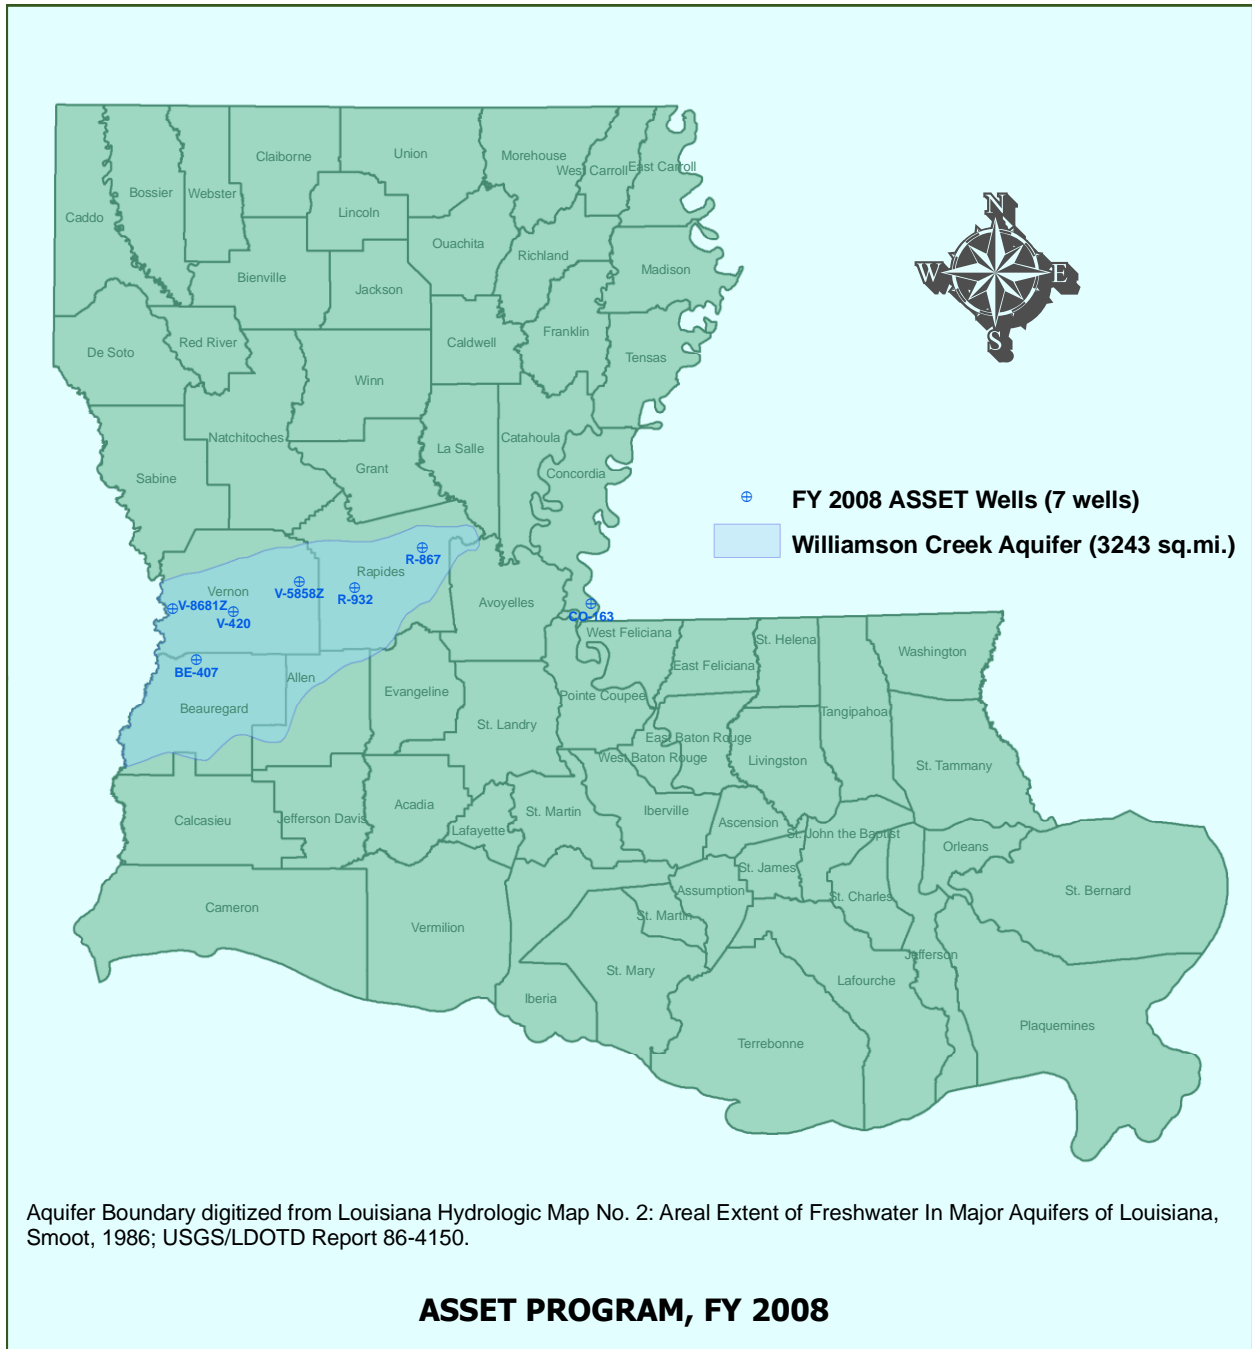 Claiborne
Union
Morehouse
West Carroll
East Carroll
Bossier
Webster
Caddo
Lincoln
Ouachita
Richland
Madison
Bienville
Jackson
Franklin
Red River
Caldwell
De Soto
Tensas
Winn
Natchitoches
La Salle
Catahoula
Grant
Concordia
Sabine
N
W
E
S
FY 2008 ASSET Wells (7 wells)
Williamson Creek Aquifer (3243 sq.mi.)
R-867
Rapides
Vernon
V-5858Z
R-932
V-8681Z
V-420
Avoyelles
CO-163
West Feliciana
St. Helena
Washington
East Feliciana
BE-407
Allen
Evangeline
Pointe Coupee
Beauregard
St. Landry
Tangipahoa
East Baton Rouge
West Baton Rouge
Livingston
St. Tammany
Acadia
St. Martin
Iberville
Calcasieu
Jefferson Davis
Lafayette
Ascension
St. John the Baptist
Orleans
St. James
Assumption
St. Charles
St. Bernard
Cameron
St. Martin
Vermilion
Jefferson
St. Mary
Lafourche
Iberia
Plaquemines
Terrebonne
Aquifer Boundary digitized from Louisiana Hydrologic Map No. 2: Areal Extent of Freshwater In Major Aquifers of Louisiana,
Smoot, 1986; USGS/LDOTD Report 86-4150.
ASSET PROGRAM, FY 2008